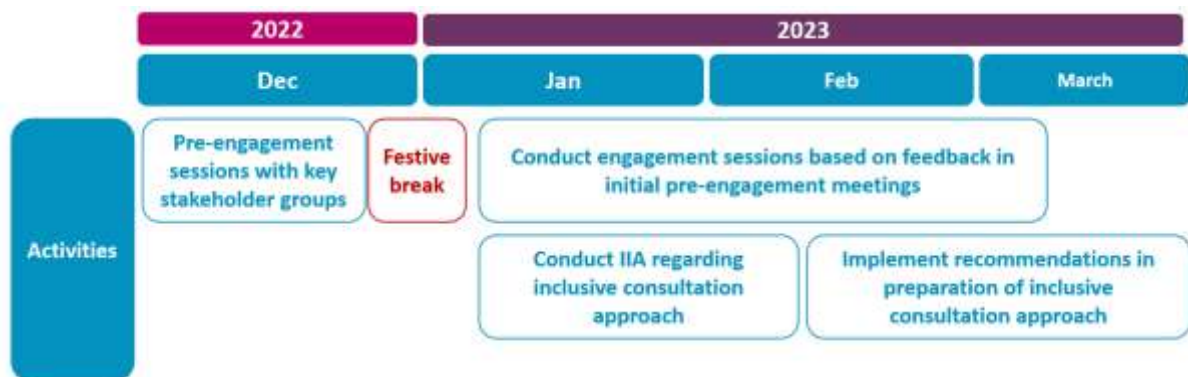 2022
2023
Dec
Jan
Feb
March
Activities
Pre-engagement
sessions with key
stakeholder groups
Festive
break
Conduct engagement sessions based on feedback in
initial pre-engagement meetings
Conduct IIA regarding
inclusive consultation
approach
Implement recommendations in
preparation of inclusive
consultation approach